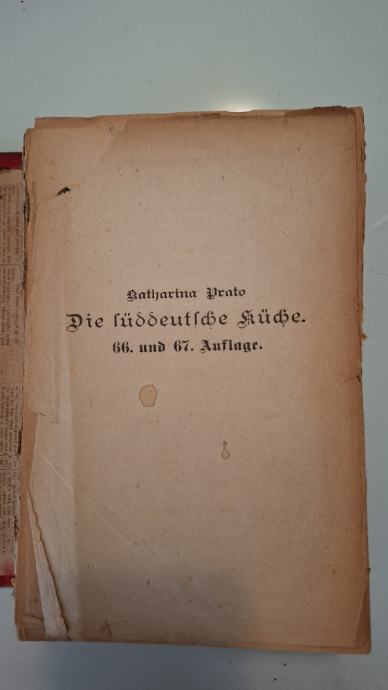 Katharina Prato
Die süddeutsche Küche.
66. und 67. Auflage.